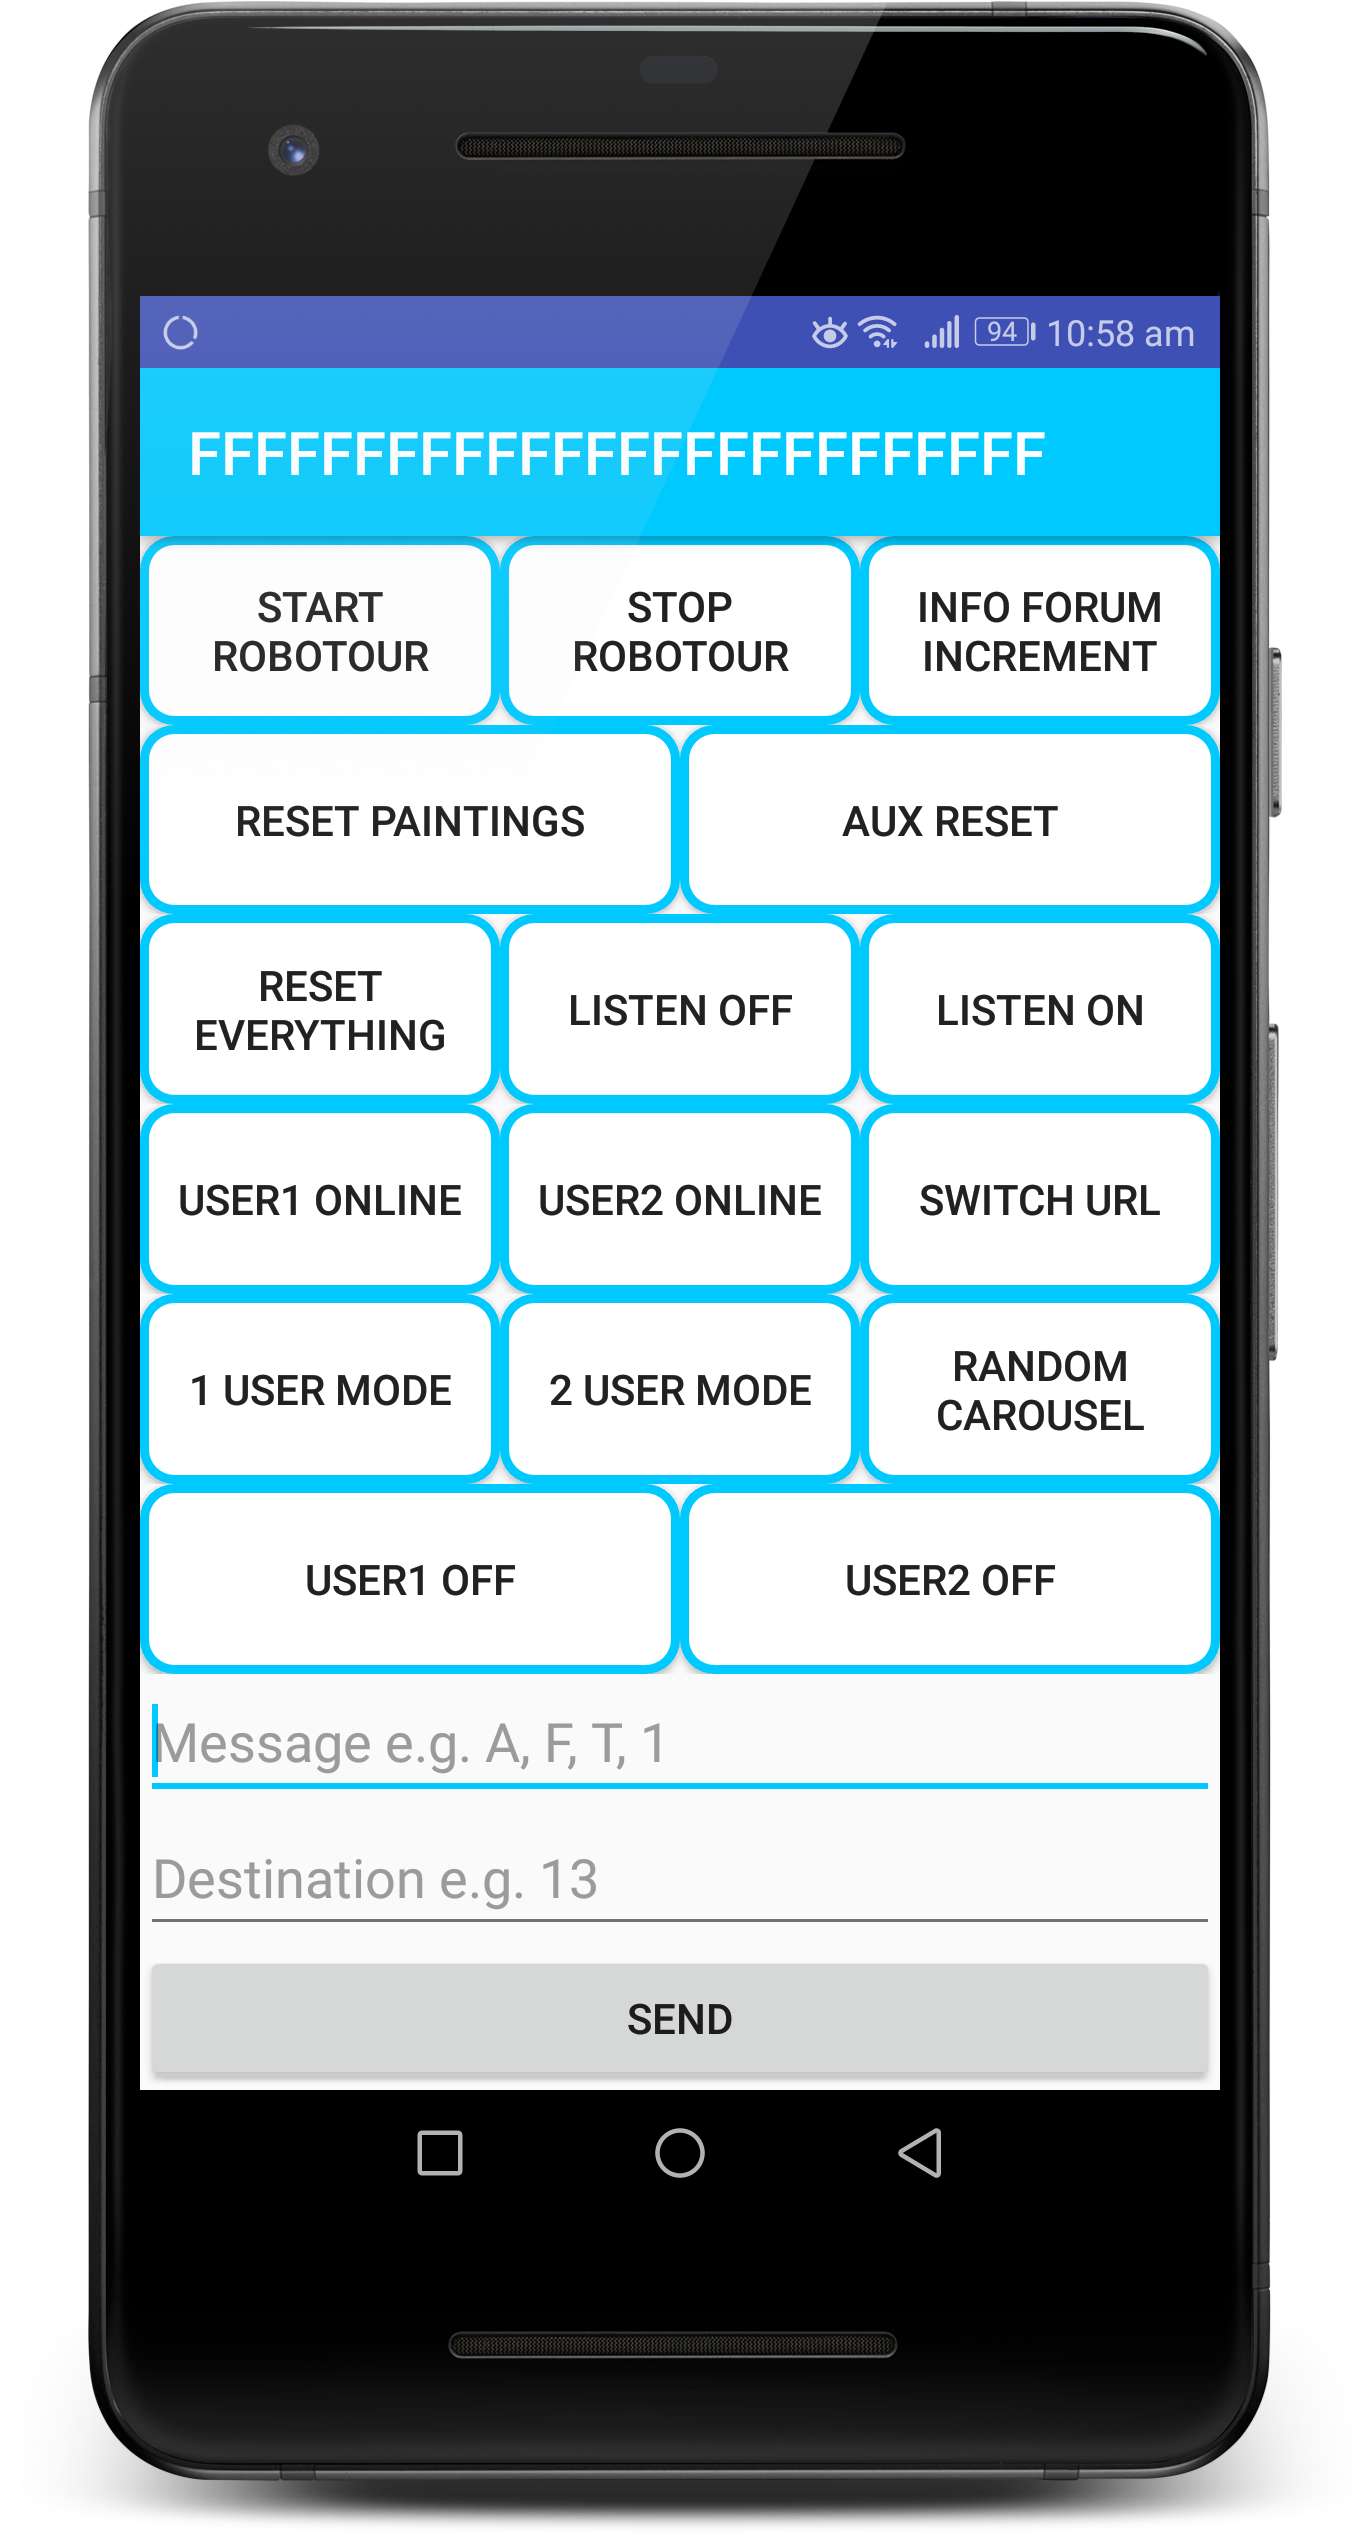 94 10:58 am
FFFFFFFFFFFFFFFFFFFFFFFFFF
START
ROBOTOUR
STOP
ROBOTOUR
INFO FORUM
INCREMENT
RESET PAINTINGS
AUX RESET
RESET
EVERYTHING
LISTEN OFF
LISTEN ON
USER1 ONLINE
USER2 ONLINE
SWITCH URL
1 USER MODE
2 USER MODE
RANDOM
CAROUSEL
USER1 OFF
USER2 OFF
Message e.g. A, F, T, 1
Destination e.g. 13
SEND